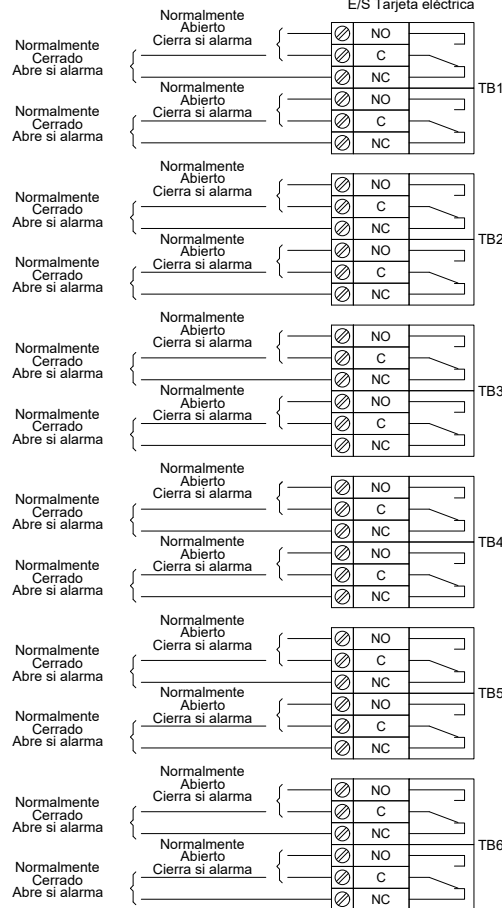 E/S Tarjeta eléctrica
Normalmente
Abierto
Cierra si alarma
Normalmente
Cerrado
Abre si alarma
NO
C
NC
Normalmente
Abierto
Cierra si alarma
Normalmente
Cerrado
Abre si alarma
NO
C
NC
TB1
Normalmente
Abierto
Cierra si alarma
Normalmente
Cerrado
Abre si alarma
NO
C
NC
Normalmente
Abierto
Cierra si alarma
Normalmente
Cerrado
Abre si alarma
NO
C
NC
TB2
Normalmente
Abierto
Cierra si alarma
Normalmente
Cerrado
Abre si alarma
NO
C
NC
Normalmente
Abierto
Cierra si alarma
Normalmente
Cerrado
Abre si alarma
NO
C
NC
TB3
Normalmente
Abierto
Cierra si alarma
Normalmente
Cerrado
Abre si alarma
NO
C
NC
Normalmente
Abierto
Cierra si alarma
Normalmente
Cerrado
Abre si alarma
NO
C
NC
TB4
Normalmente
Abierto
Cierra si alarma
Normalmente
Cerrado
Abre si alarma
NO
C
NC
Normalmente
Abierto
Cierra si alarma
Normalmente
Cerrado
Abre si alarma
NO
C
NC
TB5
Normalmente
Abierto
Cierra si alarma
Normalmente
Cerrado
Abre si alarma
NO
C
NC
Normalmente
Abierto
Cierra si alarma
Normalmente
Cerrado
Abre si alarma
NO
C
NC
TB6